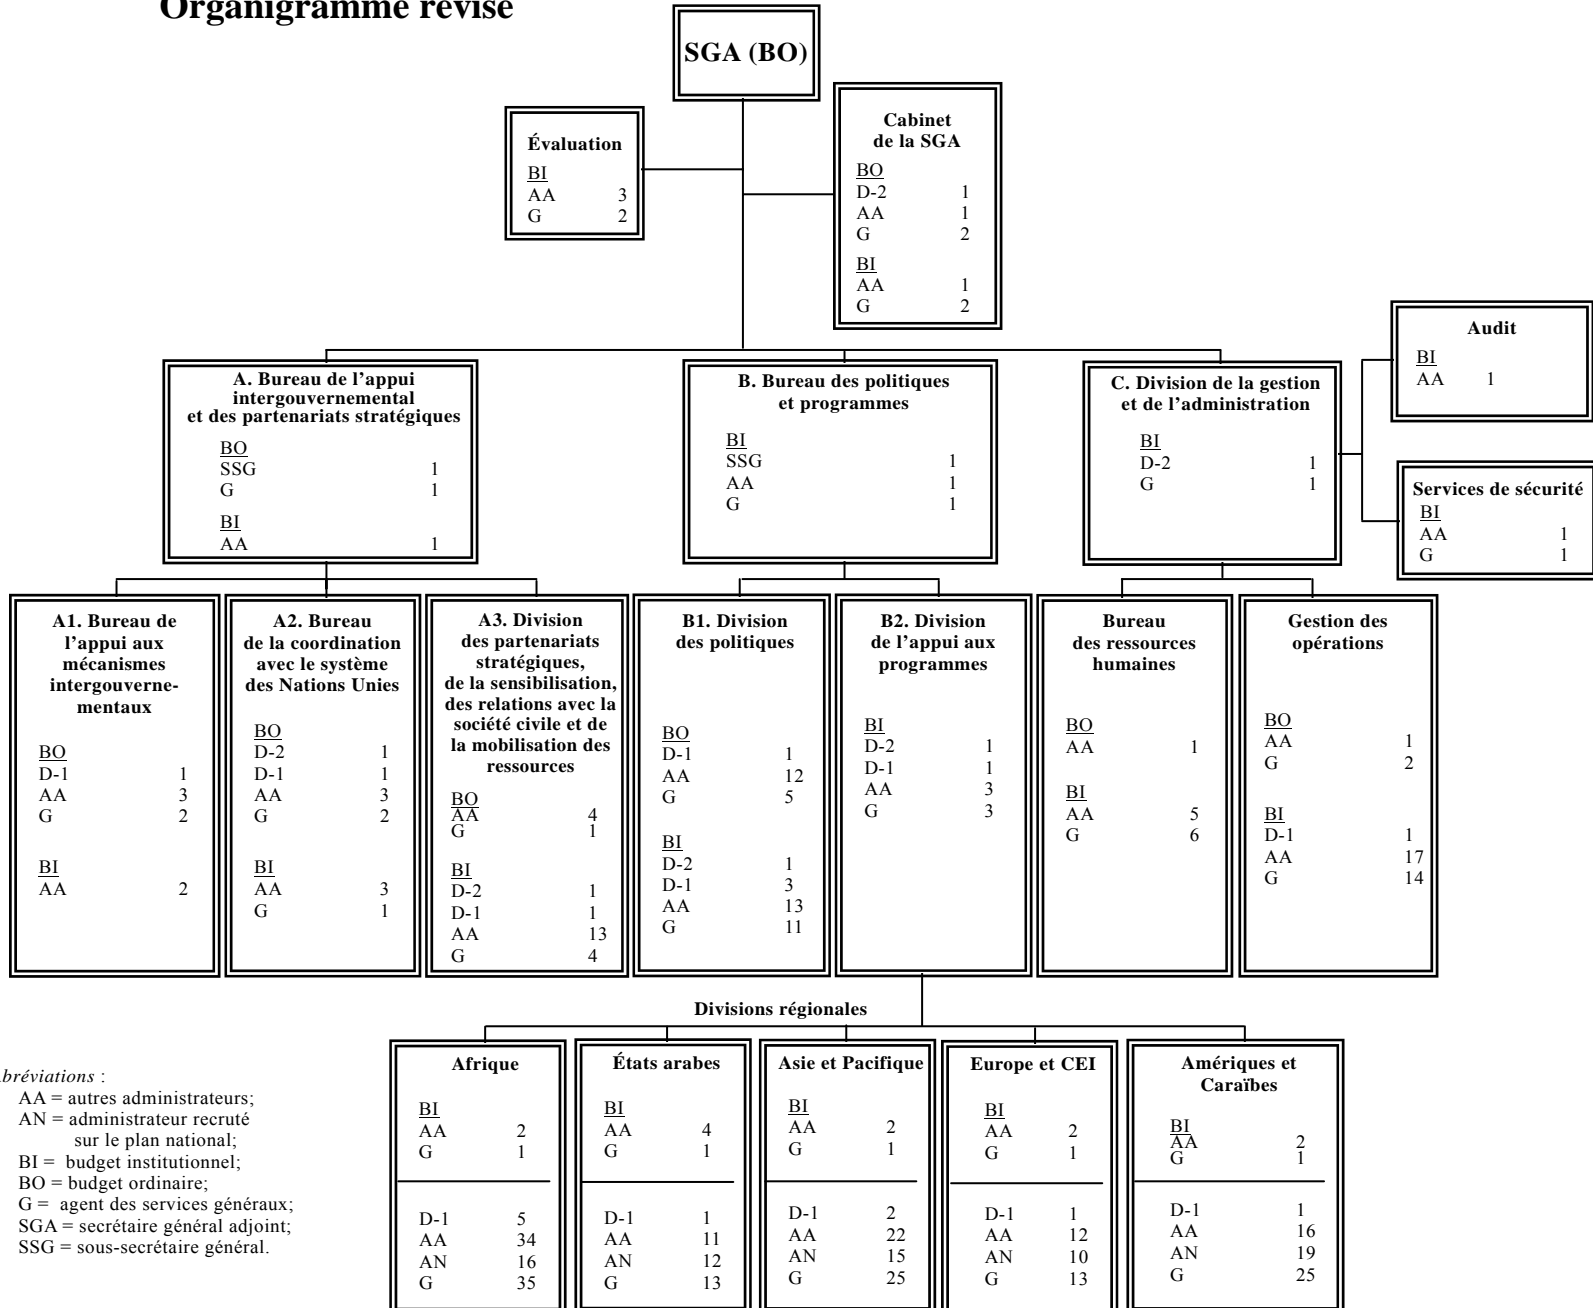 Organigramme révisé
SGA (BO)
Évaluation
BI
AA 3
G 2
Cabinet
de la SGA
BO
D-2 1
AA 1
G 2
BI
AA 1
G 2
A. Bureau de l'appui
intergouvernemental
et des partenariats stratégiques
BO
SSG 1
G 1
BI
AA 1
B. Bureau des politiques
et programmes
BI
SSG 1
AA 1
G 1
C. Division de la gestion
et de l'administration
BI
D-2 1
G 1
Audit
BI
AA 1
Services de sécurité
BI
AA 1
G 1
A1. Bureau de
l'appui aux
mécanismes
intergouverne-
mentaux
BO
D-1 1
AA 3
G 2
BI
AA 2
A2. Bureau
de la coordination
avec le système
des Nations Unies
BO
D-2 1
D-1 1
AA 3
G 2
BI
AA 3
G 1
A3. Division
des partenariats
stratégiques,
de la sensibilisation,
des relations avec la
société civile et de
la mobilisation des
ressources
BO
AA 4
G 1
BI
D-2 1
D-1 1
AA 13
G 4
B1. Division
des politiques
BO
D-1 1
AA 12
G 5
BI
D-2 1
D-1 3
AA 13
G 11
B2. Division
de l'appui aux
programmes
BI
D-2 1
D-1 1
AA 3
G 3
Bureau
des ressources
humaines
BO
AA 1
BI
AA 5
G 6
Gestion des
opérations
BO
AA 1
G 2
BI
D-1 1
AA 17
G 14
Divisions régionales
Afrique
BI
AA 2
G 1
D-1 5
AA 34
AN 16
G 35
États arabes
BI
AA 4
G 1
D-1 1
AA 11
AN 12
G 13
Asie et Pacifique
BI
AA 2
G 1
D-1 2
AA 22
AN 15
G 25
Europe et CEI
BI
AA 2
G 1
D-1 1
AA 12
AN 10
G 13
Amériques et
Caraïbes
BI
AA 2
G 1
D-1 1
AA 16
AN 19
G 25
bréviations :
AA = autres administrateurs;
AN = administrateur recruté
sur le plan national;
BI = budget institutionnel;
BO = budget ordinaire;
G = agent des services généraux;
SGA = secrétaire général adjoint;
SSG = sous-secrétaire général.